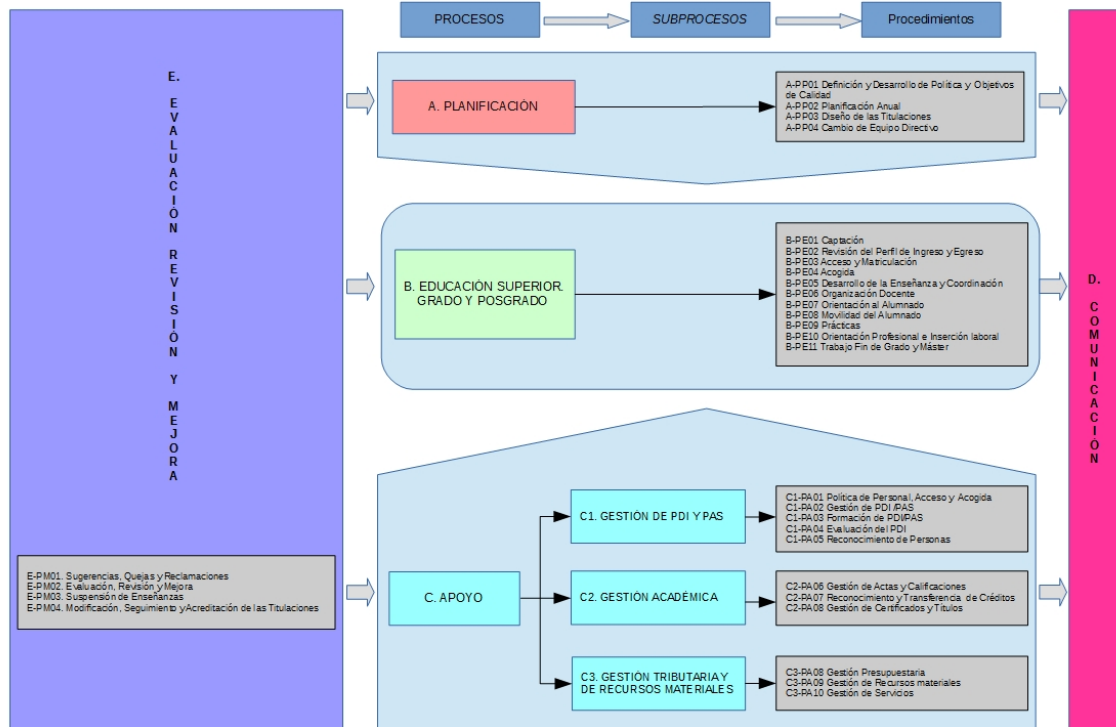 PROCESOS
SUBPROCESOS
Procedimientos
E. EVALUACIÓN REVISIÓN Y MEJORA
A. PLANIFICACIÓN
A-PP01 Definición y Desarrollo de Política y Objetivos
de Calidad
A-PP02 Planificación Anual
A-PP03 Diseño de las Titulaciones
A-PP04 Cambio de Equipo Directivo
B. EDUCACIÓN SUPERIOR.
GRADO Y POSGRADO
B-PE01 Captación
B-PE02 Revisión del Perfil de Ingreso y Egreso
B-PE03 Acceso y Matriculación
B-PE04 Acogida
B-PE05 Desarrollo de la Enseñanza y Coordinación
B-PE06 Organización Docente
B-PE07 Orientación al Alumnado
B-PE08 Movilidad del Alumnado
B-PE09 Prácticas
B-PE10 Orientación Profesional e Inserción laboral
B-PE11 Trabajo Fin de Grado y Máster
D. COMUNICACIÓN
E-PM01. Sugerencias, Quejas y Reclamaciones
E-PM02. Evaluación, Revisión y Mejora
E-PM03. Suspensión de Enseñanzas
E-PM04. Modificación, Seguimiento y Acreditación de las Titulaciones
C. APOYO
C1. GESTIÓN DE PDI Y PAS
C1-PA01 Política de Personal, Acceso y Acogida
C1-PA02 Gestión de PDI /PAS
C1-PA03 Formación de PDI/PAS
C1-PA04 Evaluación del PDI
C1-PA05 Reconocimiento de Personas
C2. GESTIÓN ACADÉMICA
C2-PA06 Gestión de Actas y Calificaciones
C2-PA07 Reconocimiento y Transferencia de Créditos
C2-PA08 Gestión de Certificados y Títulos
C3. GESTIÓN TRIBUTARIA Y
DE RECURSOS MATERIALES
C3-PA08 Gestión Presupuestaria
C3-PA09 Gestión de Recursos materiales
C3-PA10 Gestión de Servicios